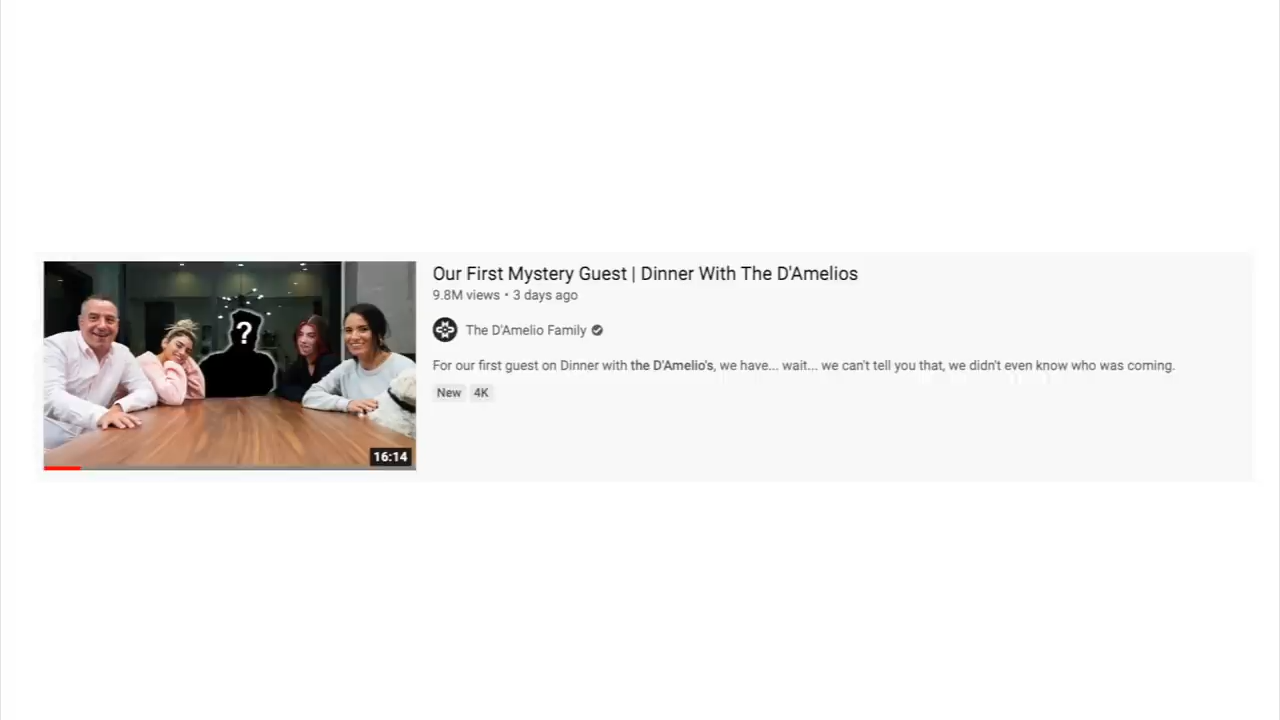 Our First Mystery Guest | Dinner With The D'Amelios
9.8M views • 3 days ago
The D'Amelio Family
For our first guest on Dinner with the D'Amelio's, we have... wait... we can't tell you that, we didn't even know who was coming.
New 4K
?
16:14